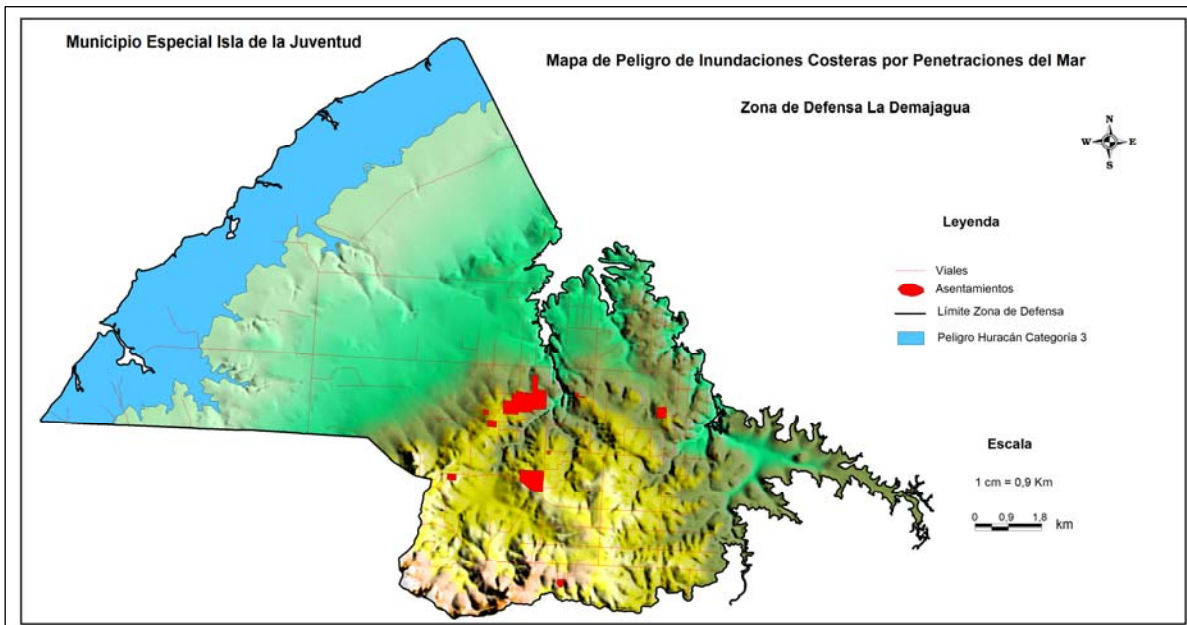 Municipio Especial Isla de la Juventud
Mapa de Peligro de Inundaciones Costeras por Penetraciones del Mar
Zona de Defensa La Demajagua
N
W E
S
Leyenda
Viales
Asentamientos
Límite Zona de Defensa
Peligro Huracán Categoría 3
Escala
1 cm = 0,9 Km
0 0,9 1,8
km